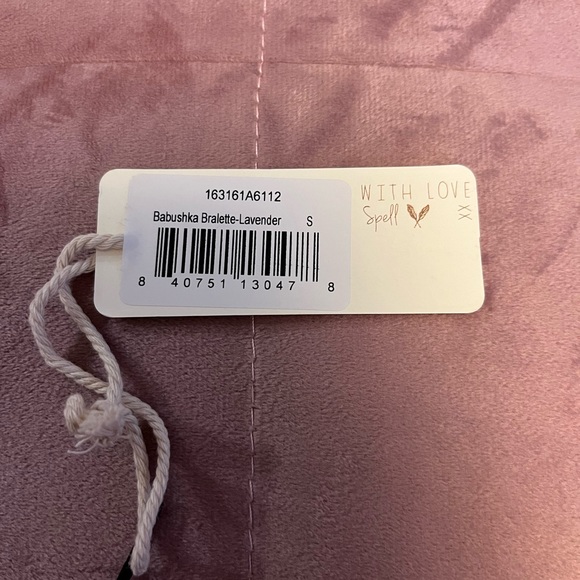 163161A6112
Babushka Bralette-Lavender S
8 40751 13047 8
WITH LOVE
Spell XX